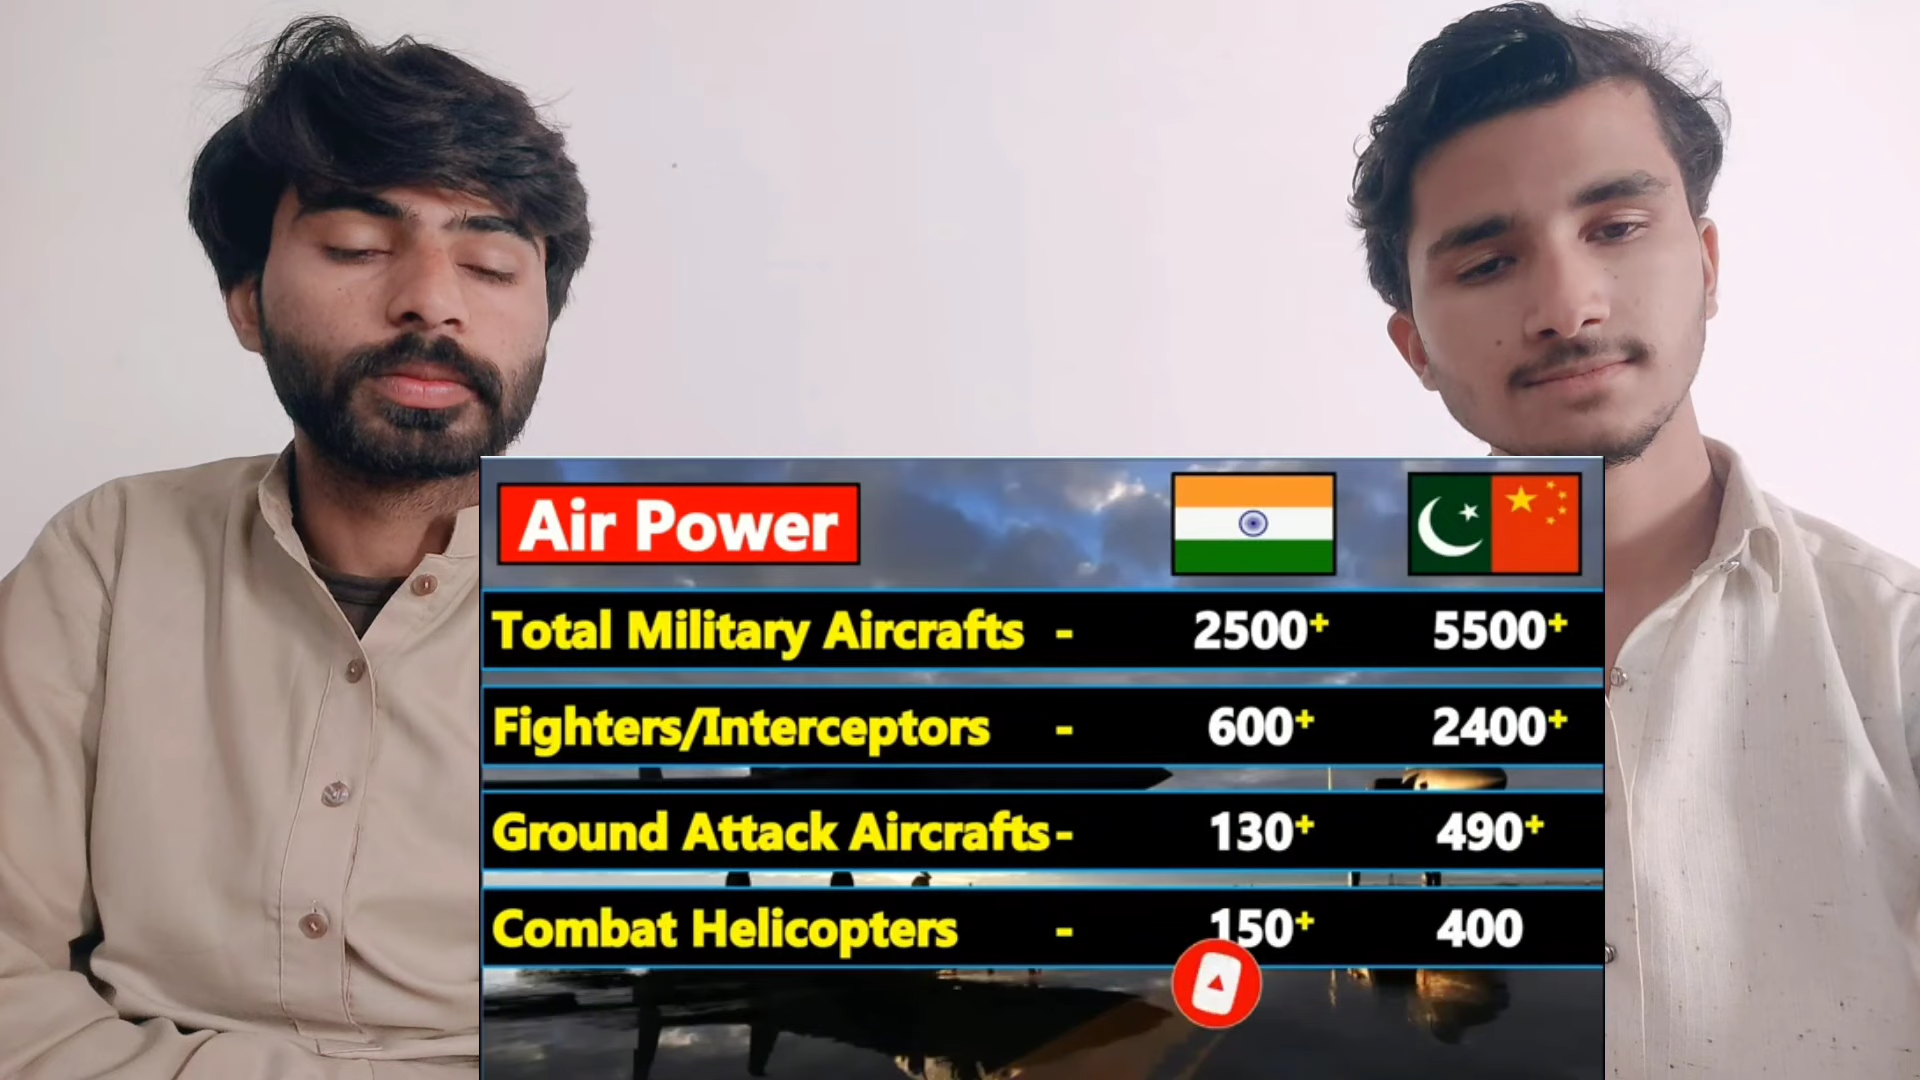 Air Power
Total Military Aircrafts - 2500+ 5500+
Fighters/Interceptors - 600+ 2400+
Ground Attack Aircrafts - 130+ 490+
Combat Helicopters - 150+ 400